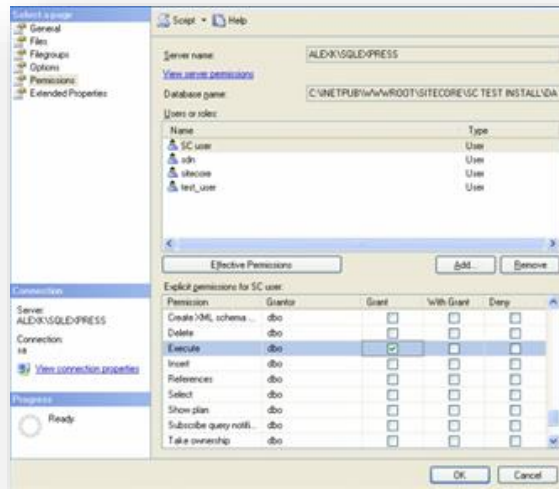 Select a page
General
Files
Filegroups
Options
Permissions
Extended Properties
Script Help
Server name: ALEXK\SQLEXPRESS
View server permissions
Database name: C:\INETPUB\WWWROOT\SITECORE\SC TEST INSTALL\DA
Users or roles:
Name Type
SC user User
sdn User
sitecore User
test_user User
Effective Permissions Add... Remove
Connection
Server:
ALEXK\SQLEXPRESS
Connection:
sa
View connection properties
Progress
Ready
Explicit permissions for SC user:
Permission Grantor Grant With Grant Deny
Create XML schema ... dbo
Delete dbo
Execute dbo
Insert dbo
References dbo
Select dbo
Show plan dbo
Subscribe query notifi... dbo
Take ownership dbo
OK Cancel